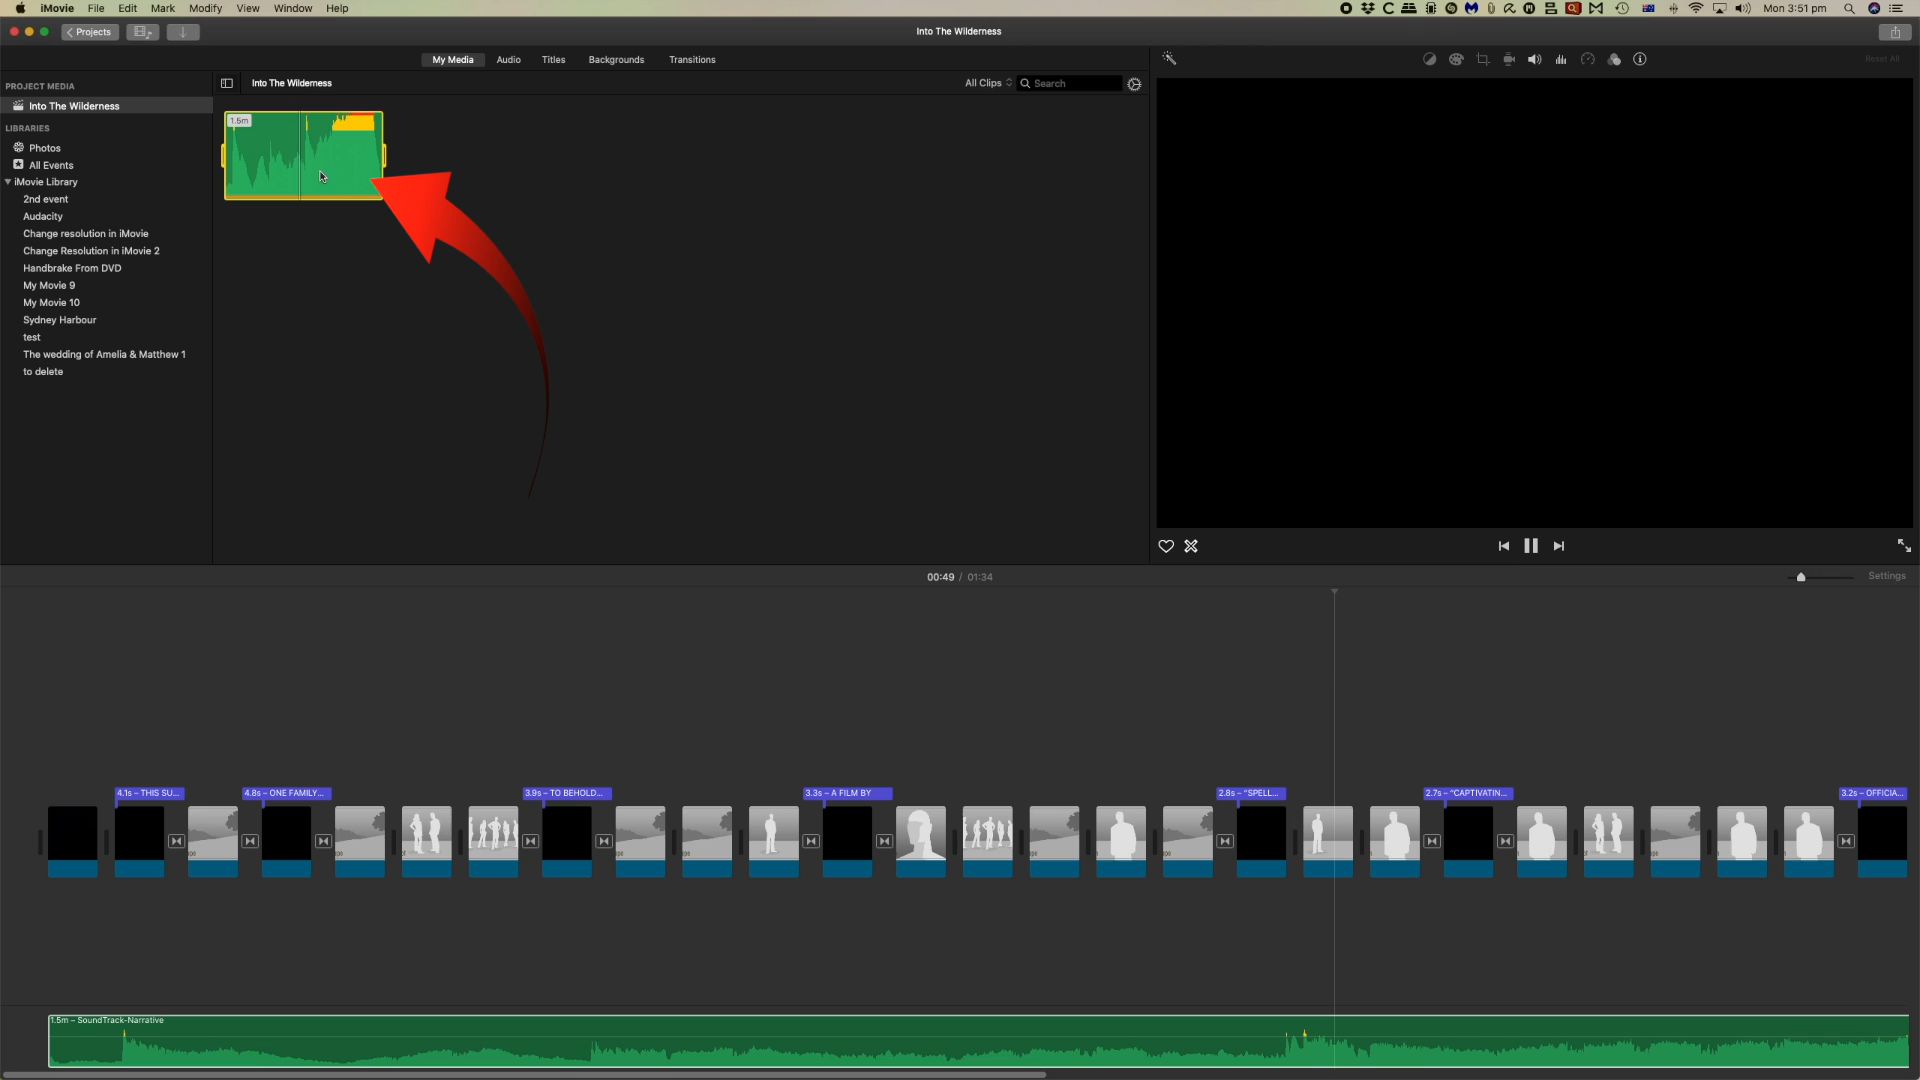 iMovie File Edit Mark Modify View Window Help
Mon 3:51 pm
Projects
Into The Wilderness
My Media Audio Titles Backgrounds Transitions
Reset All
PROJECT MEDIA
Into The Wilderness
LIBRARIES
Photos
All Events
iMovie Library
2nd event
Audacity
Change resolution in iMovie
Change Resolution in iMovie 2
Handbrake From DVD
My Movie 9
My Movie 10
Sydney Harbour
test
The wedding of Amelia & Matthew 1
to delete
Into The Wilderness
All Clips
Search
1.5m
00:49 / 01:34
Settings
4.1s – THIS SU...
4.8s – ONE FAMILY...
3.9s – TO BEHOLD...
3.3s – A FILM BY
2.8s – "SPELL...
2.7s – "CAPTIVATIN...
3.2s – OFFICIA...
1.5m – SoundTrack-Narrative